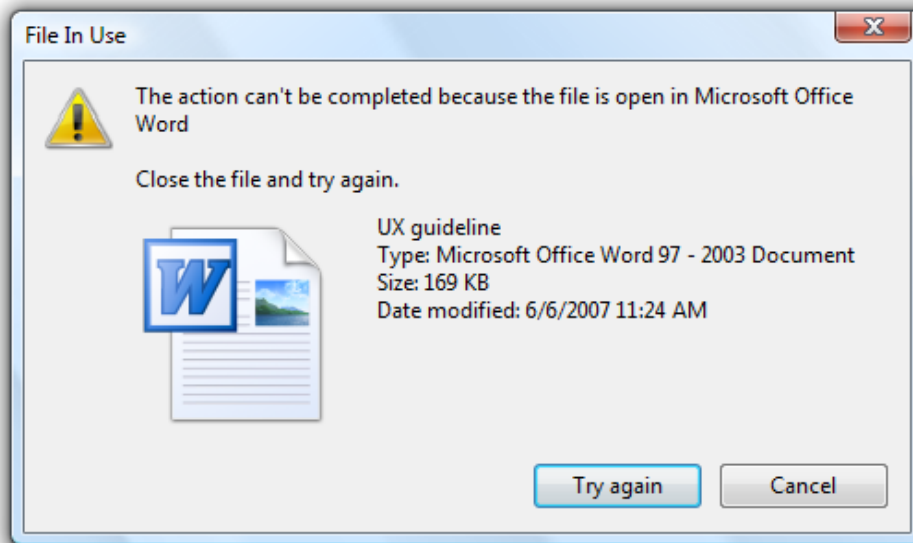 File In Use
The action can't be completed because the file is open in Microsoft Office
Word
Close the file and try again.
UX guideline
Type: Microsoft Office Word 97 - 2003 Document
Size: 169 KB
Date modified: 6/6/2007 11:24 AM
W
Try again
Cancel